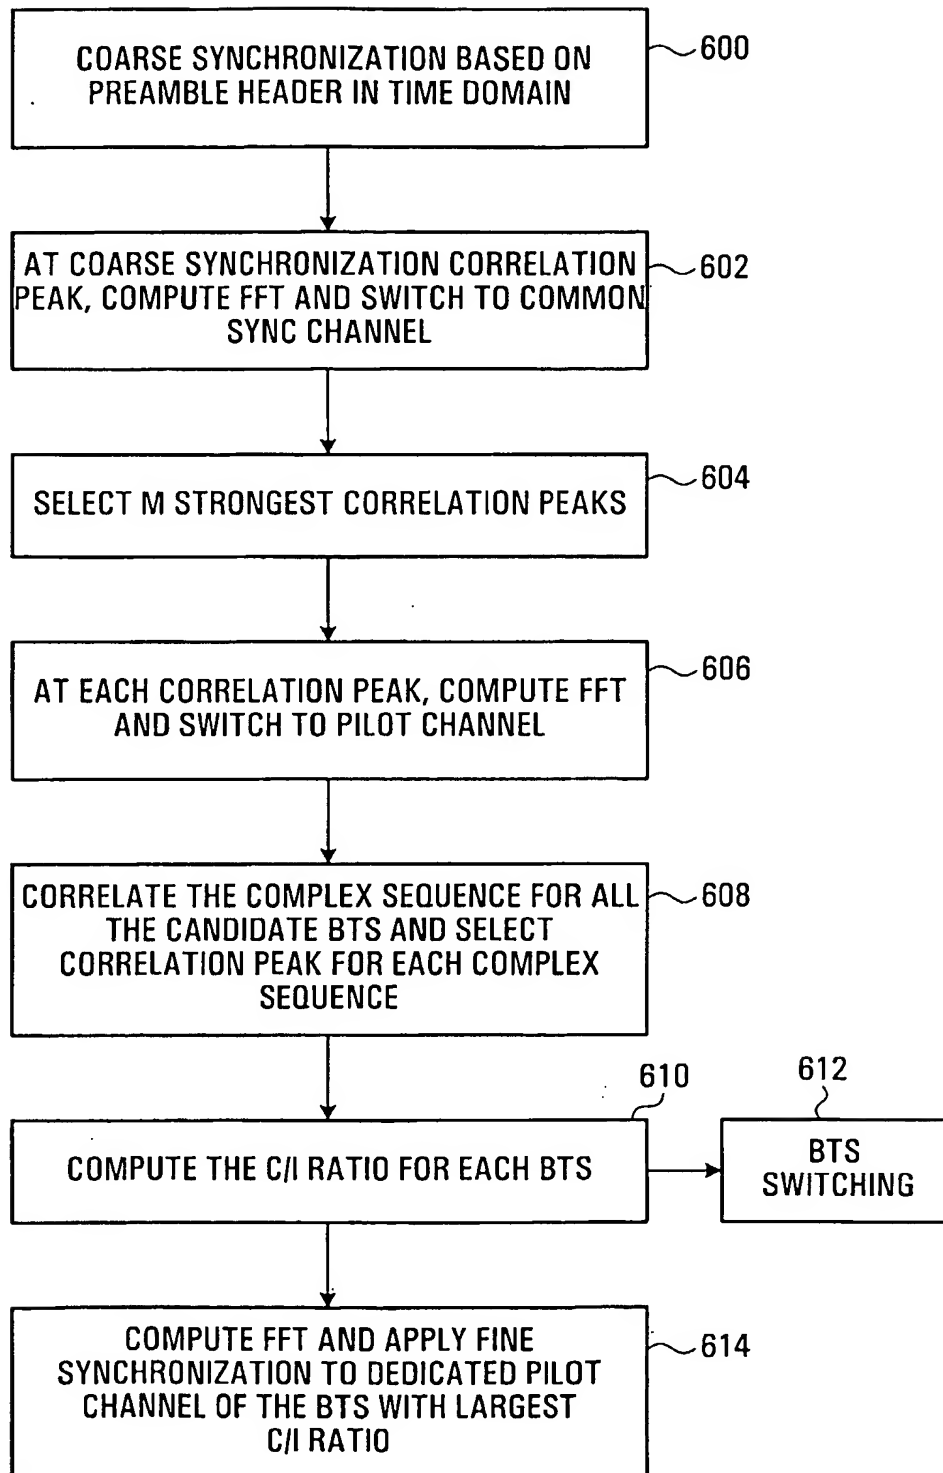 COARSE SYNCHRONIZATION BASED ON
PREAMBLE HEADER IN TIME DOMAIN
600
AT COARSE SYNCHRONIZATION CORRELATION
PEAK, COMPUTE FFT AND SWITCH TO COMMON
SYNC CHANNEL
602
SELECT M STRONGEST CORRELATION PEAKS
604
AT EACH CORRELATION PEAK, COMPUTE FFT
AND SWITCH TO PILOT CHANNEL
606
CORRELATE THE COMPLEX SEQUENCE FOR ALL
THE CANDIDATE BTS AND SELECT
CORRELATION PEAK FOR EACH COMPLEX
SEQUENCE
608
610
COMPUTE THE C/I RATIO FOR EACH BTS
612
BTS
SWITCHING
COMPUTE FFT AND APPLY FINE
SYNCHRONIZATION TO DEDICATED PILOT
CHANNEL OF THE BTS WITH LARGEST
C/I RATIO
614